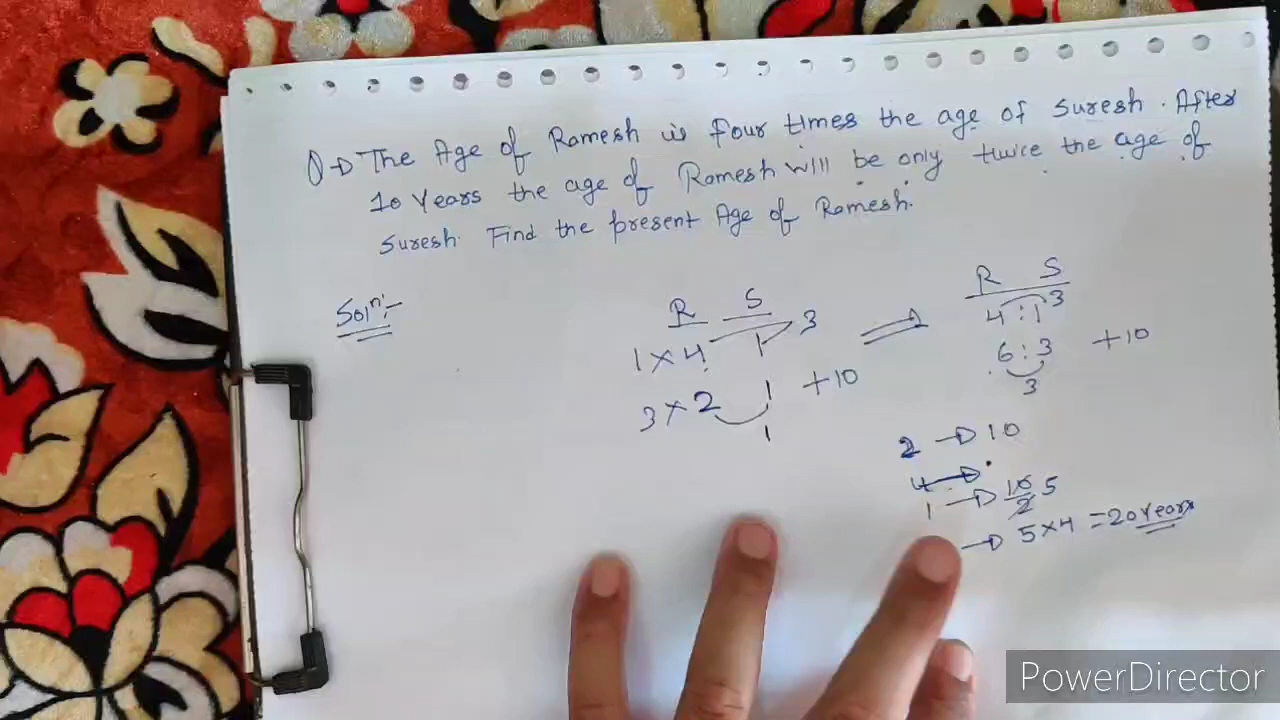 Q→ The Age of Ramesh is Four times the age of Suresh. After
10 Years the age of Ramesh will be only twice the age of
Suresh. Find the present Age of Ramesh.
Solⁿ:-
R S
1 × 4 1 3
3 × 2 1 +10
1
⇒
R S
4 : 1 3
6 : 3 +10
3
2 → 10
4 →
1 → 10/2 5
→ 5 × 4 = 20 years
PowerDirector